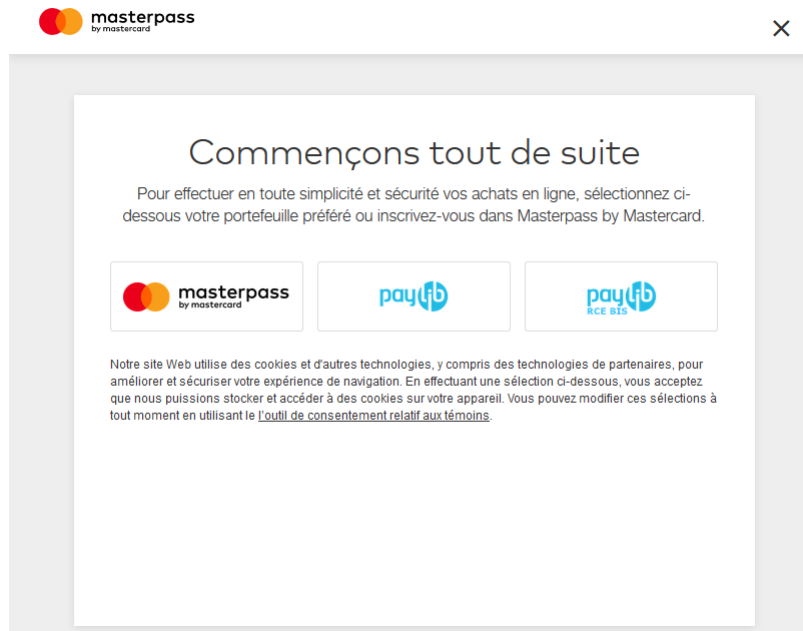 masterpass
by mastercard
Commençons tout de suite
Pour effectuer en toute simplicité et sécurité vos achats en ligne, sélectionnez ci-
dessous votre portefeuille préféré ou inscrivez-vous dans Masterpass by Mastercard.
masterpass
by mastercard
paylib
paylib
RCE BIS
Notre site Web utilise des cookies et d'autres technologies, y compris des technologies de partenaires, pour
améliorer et sécuriser votre expérience de navigation. En effectuant une sélection ci-dessous, vous acceptez
que nous puissions stocker et accéder à des cookies sur votre appareil. Vous pouvez modifier ces sélections à
tout moment en utilisant le l'outil de consentement relatif aux témoins.